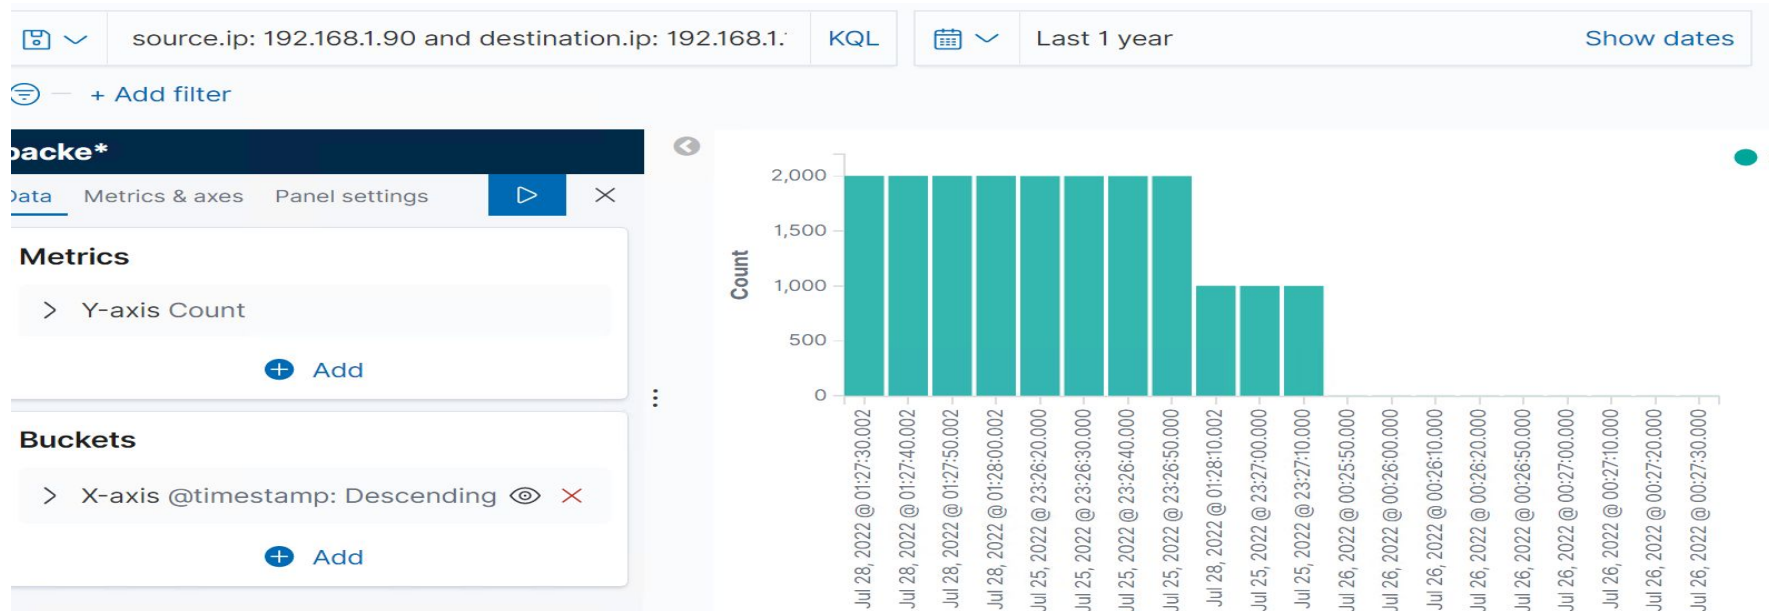 source.ip: 192.168.1.90 and destination.ip: 192.168.1.
KQL
Last 1 year
Show dates
+ Add filter
packe*
Data
Metrics & axes
Panel settings
Metrics
Y-axis Count
Add
Buckets
X-axis @timestamp: Descending
Add
Count
2,000
1,500
1,000
500
0
Jul 28, 2022 @ 01:27:30.002
Jul 28, 2022 @ 01:27:40.002
Jul 28, 2022 @ 01:27:50.002
Jul 28, 2022 @ 01:28:00.002
Jul 25, 2022 @ 23:26:20.000
Jul 25, 2022 @ 23:26:30.000
Jul 25, 2022 @ 23:26:40.000
Jul 25, 2022 @ 23:26:50.000
Jul 28, 2022 @ 01:28:10.002
Jul 25, 2022 @ 23:27:00.000
Jul 25, 2022 @ 23:27:10.000
Jul 26, 2022 @ 00:25:50.000
Jul 26, 2022 @ 00:26:00.000
Jul 26, 2022 @ 00:26:10.000
Jul 26, 2022 @ 00:26:20.000
Jul 26, 2022 @ 00:26:50.000
Jul 26, 2022 @ 00:27:00.000
Jul 26, 2022 @ 00:27:10.000
Jul 26, 2022 @ 00:27:20.000
Jul 26, 2022 @ 00:27:30.000